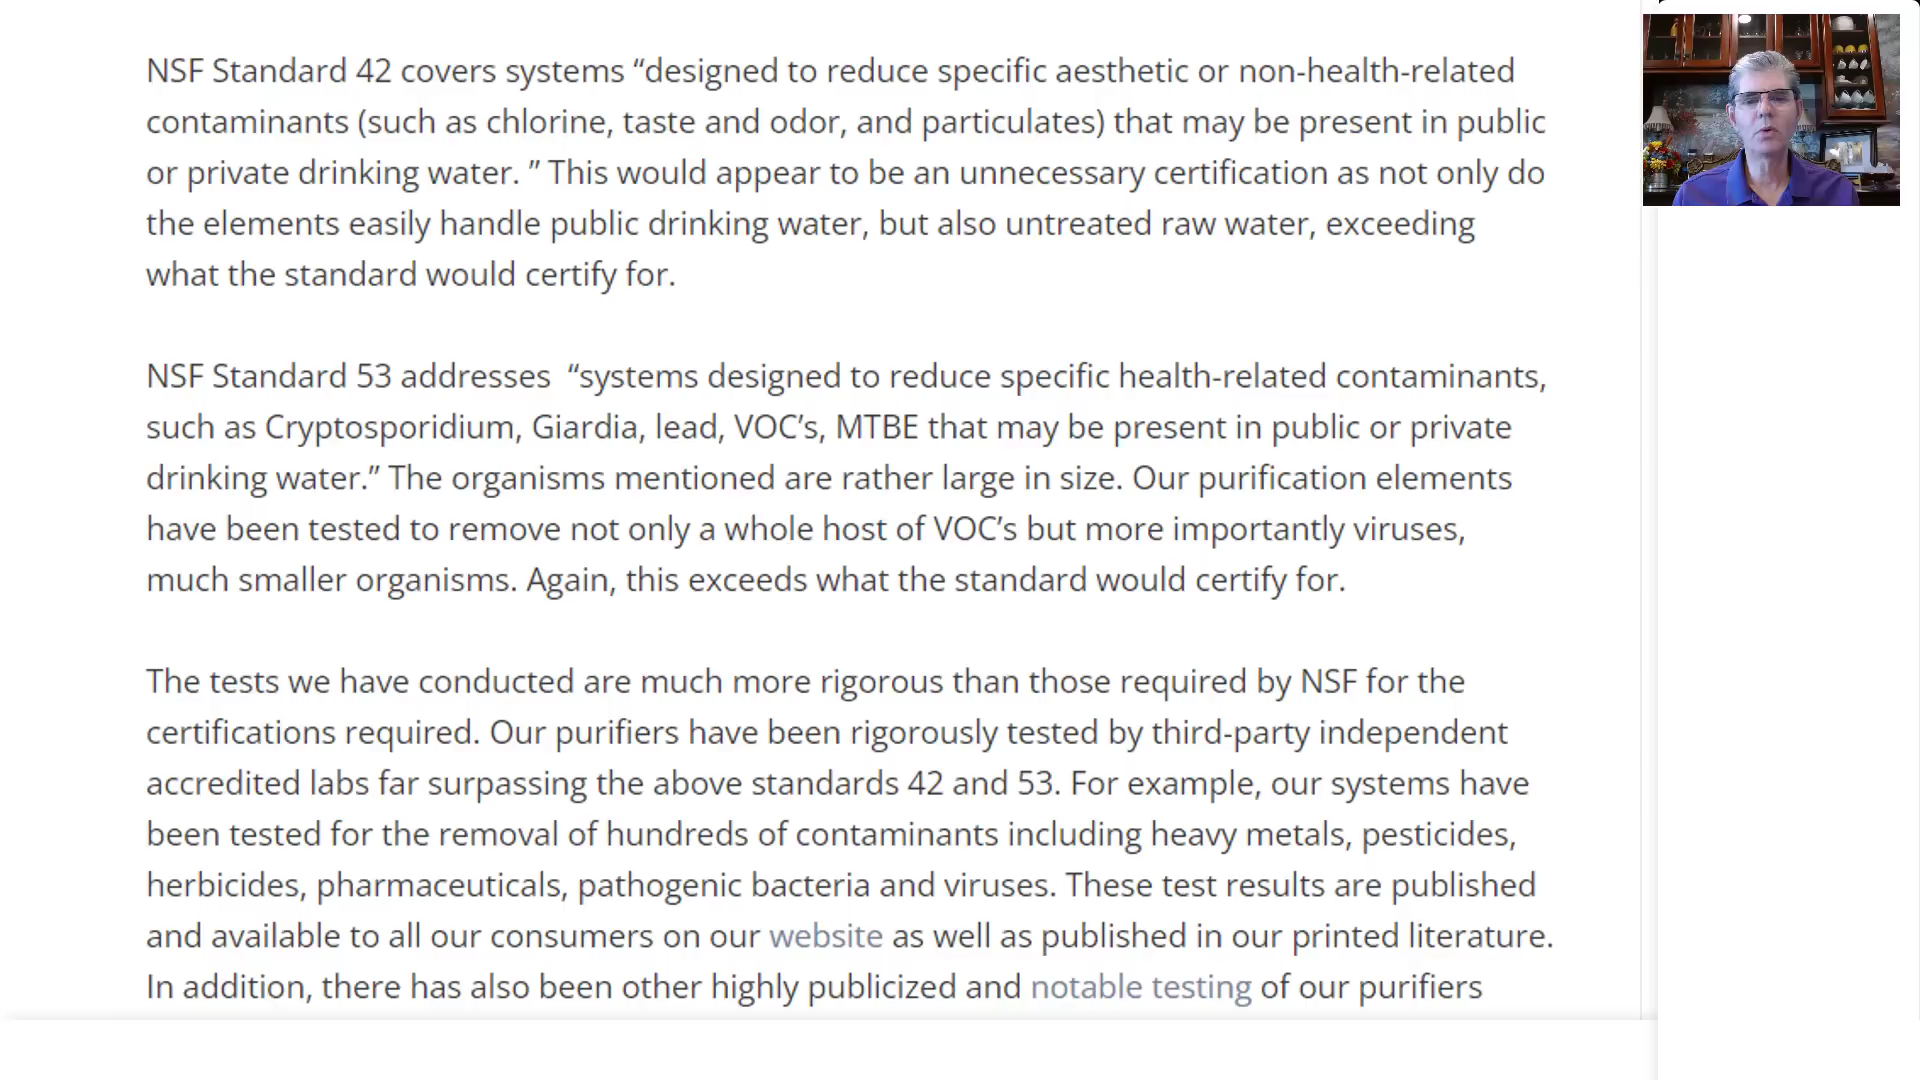 NSF Standard 42 covers systems “designed to reduce specific aesthetic or non-health-related
contaminants (such as chlorine, taste and odor, and particulates) that may be present in public
or private drinking water. ” This would appear to be an unnecessary certification as not only do
the elements easily handle public drinking water, but also untreated raw water, exceeding
what the standard would certify for.
NSF Standard 53 addresses  “systems designed to reduce specific health-related contaminants,
such as Cryptosporidium, Giardia, lead, VOC’s, MTBE that may be present in public or private
drinking water.” The organisms mentioned are rather large in size. Our purification elements
have been tested to remove not only a whole host of VOC’s but more importantly viruses,
much smaller organisms. Again, this exceeds what the standard would certify for.
The tests we have conducted are much more rigorous than those required by NSF for the
certifications required. Our purifiers have been rigorously tested by third-party independent
accredited labs far surpassing the above standards 42 and 53. For example, our systems have
been tested for the removal of hundreds of contaminants including heavy metals, pesticides,
herbicides, pharmaceuticals, pathogenic bacteria and viruses. These test results are published
and available to all our consumers on our website as well as published in our printed literature.
In addition, there has also been other highly publicized and notable testing of our purifiers